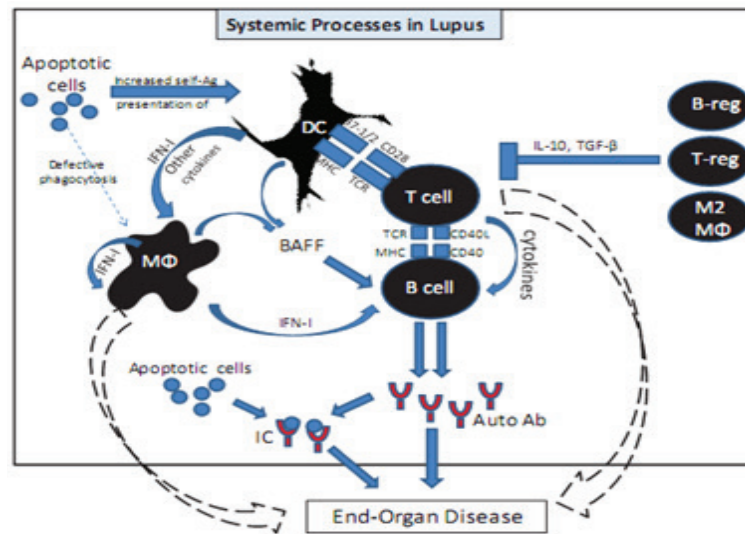 Systemic Processes in Lupus
Apoptotic
cells
Increased self-Ag
presentation of
DC
B7-1/2
CD28
MHC
TCR
B-reg
IL-10, TGF-β
T-reg
M2
MΦ
IFN-I
Other
cytokines
Defective
phagocytosis
T cell
TCR
CD40L
MHC
CD40
cytokines
MΦ
IFN-I
BAFF
B cell
IFN-I
Apoptotic cells
IC
Auto Ab
End-Organ Disease